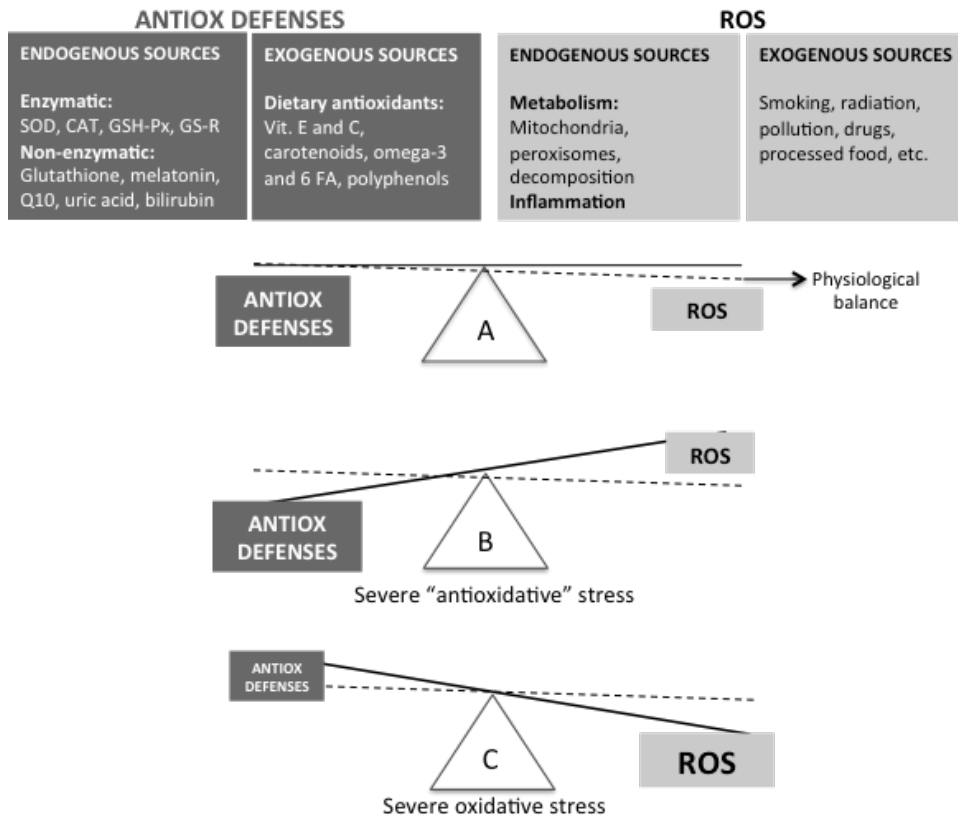 ANTIOX DEFENSES
ROS
ENDOGENOUS SOURCES
Enzymatic:
SOD, CAT, GSH-Px, GS-R
Non-enzymatic:
Glutathione, melatonin,
Q10, uric acid, bilirubin
EXOGENOUS SOURCES
Dietary antioxidants:
Vit. E and C,
carotenoids, omega-3
and 6 FA, polyphenols
ENDOGENOUS SOURCES
Metabolism:
Mitochondria,
peroxisomes,
decomposition
Inflammation
EXOGENOUS SOURCES
Smoking, radiation,
pollution, drugs,
processed food, etc.
ANTIOX
DEFENSES
A
ROS
Physiological
balance
ANTIOX
DEFENSES
B
ROS
Severe “antioxidative” stress
ANTIOX
DEFENSES
C
ROS
Severe oxidative stress